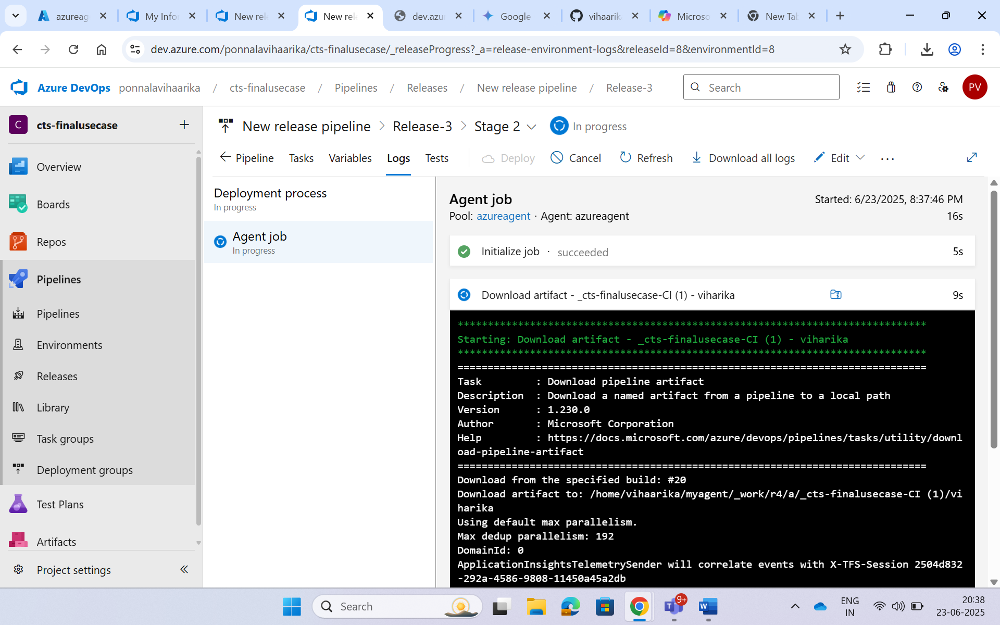 azureag
My Info
New rel
New rel
dev.azu
Google
vihaarik
Microso
New Tab
dev.azure.com/ponnalavihaarika/cts-finalusecase/_releaseProgress?_a=release-environment-logs&releaseId=8&environmentId=8
Azure DevOps ponnalavihaarika / cts-finalusecase / Pipelines / Releases / New release pipeline / Release-3
Search
PV
C cts-finalusecase
New release pipeline > Release-3 > Stage 2 In progress
Pipeline Tasks Variables Logs Tests Deploy Cancel Refresh Download all logs Edit ...
Overview
Boards
Repos
Pipelines
Pipelines
Environments
Releases
Library
Task groups
Deployment groups
Test Plans
Artifacts
Project settings
Deployment process
In progress
Agent job
In progress
Agent job
Started: 6/23/2025, 8:37:46 PM
Pool: azureagent · Agent: azureagent
16s
Initialize job · succeeded 5s
Download artifact - _cts-finalusecase-CI (1) - viharika 9s
******************************************************************************
Starting: Download artifact - _cts-finalusecase-CI (1) - viharika
******************************************************************************
==============================================================================
Task         : Download pipeline artifact
Description  : Download a named artifact from a pipeline to a local path
Version      : 1.230.0
Author       : Microsoft Corporation
Help         : https://docs.microsoft.com/azure/devops/pipelines/tasks/utility/downl
oad-pipeline-artifact
==============================================================================
Download from the specified build: #20
Download artifact to: /home/vihaarika/myagent/_work/r4/a/_cts-finalusecase-CI (1)/vi
harika
Using default max parallelism.
Max dedup parallelism: 192
DomainId: 0
ApplicationInsightsTelemetrySender will correlate events with X-TFS-Session 2504d832
-292a-4586-9808-11450a45a2db
Search
9+
ENG
IN
20:38
23-06-2025